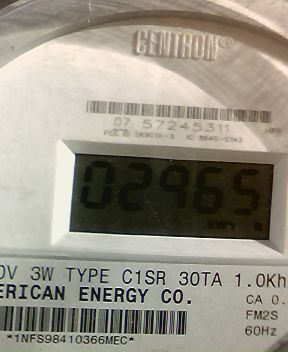 CENTRON®
07 57245311
02965
kWh
0V 3W TYPE C1SR 30TA 1.0Kh
ERICAN ENERGY CO.
CA 0.
FM2S
60Hz
*1NFS98410366MEC*